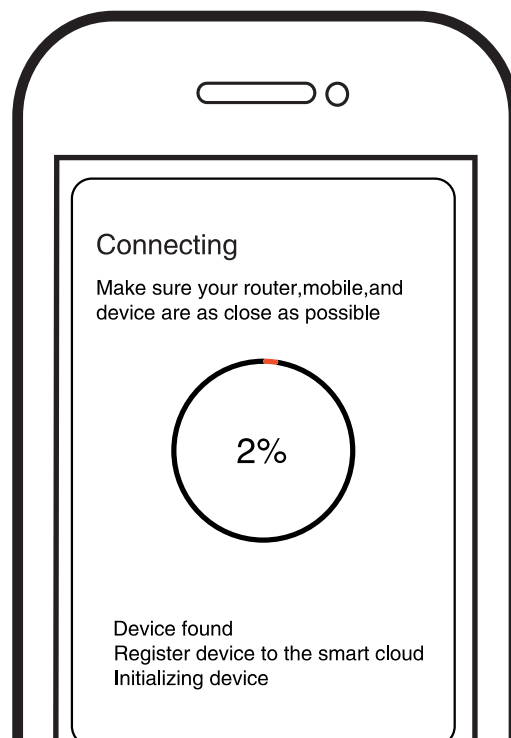 Connecting
Make sure your router,mobile,and
device are as close as possible
2%
Device found
Register device to the smart cloud
Initializing device